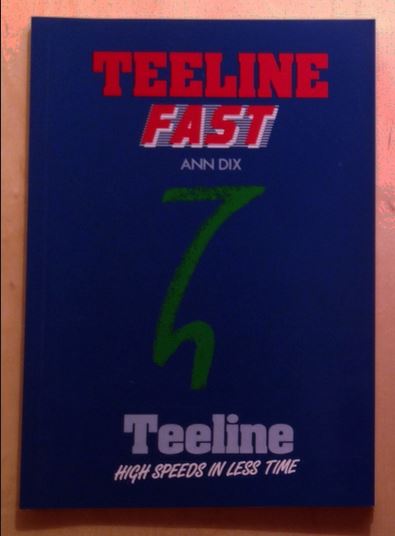 TEELINE
FAST
ANN DIX
Teeline
HIGH SPEEDS IN LESS TIME